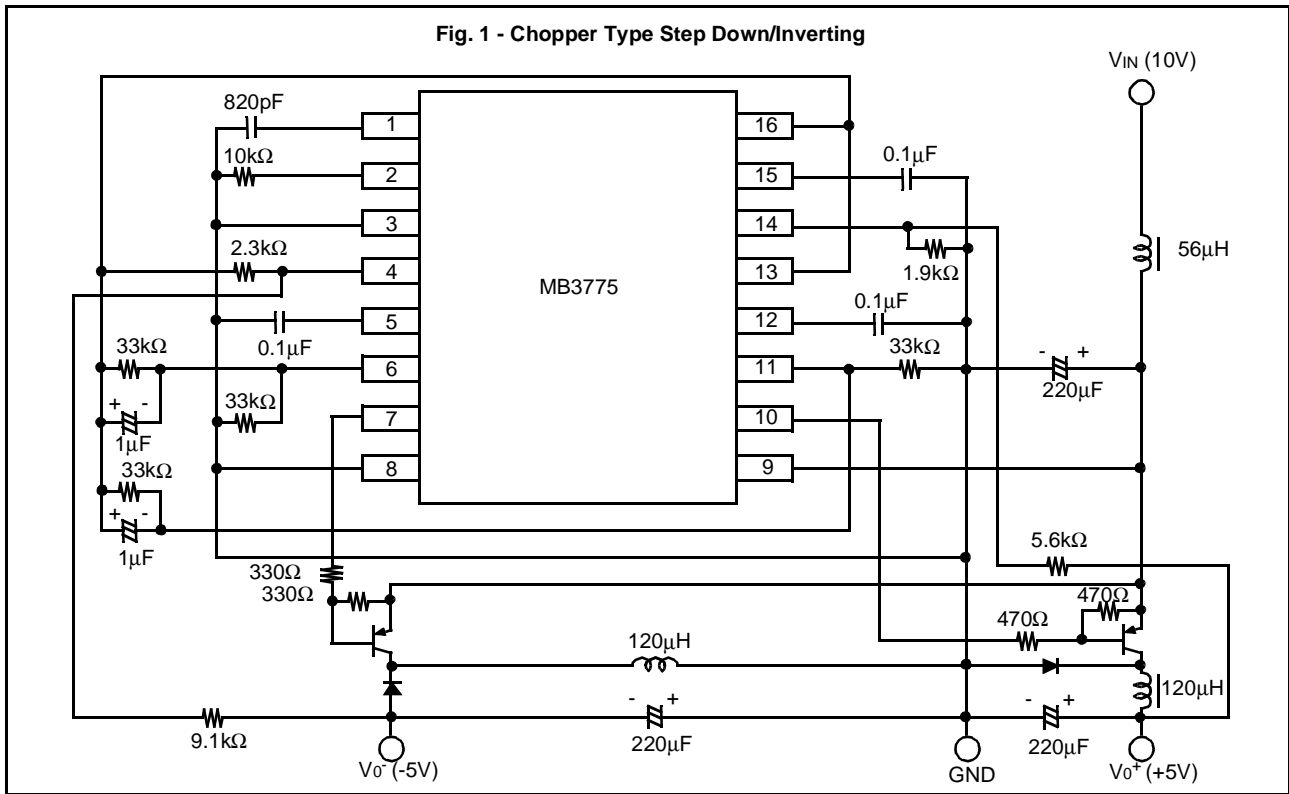 Fig. 1 - Chopper Type Step Down/Inverting
VIN (10V)
820pF
1
16
0.1µF
10kΩ
2
15
3
14
56µH
2.3kΩ
1.9kΩ
4
13
MB3775
0.1µF
5
12
33kΩ
0.1µF
33kΩ
- +
6
11
220µF
33kΩ
+ -
7
10
1µF
8
9
33kΩ
+ -
1µF
5.6kΩ
330Ω
330Ω
470Ω
470Ω
120µH
120µH
- +
- +
9.1kΩ
220µF
220µF
V0- (-5V)
GND
V0+ (+5V)